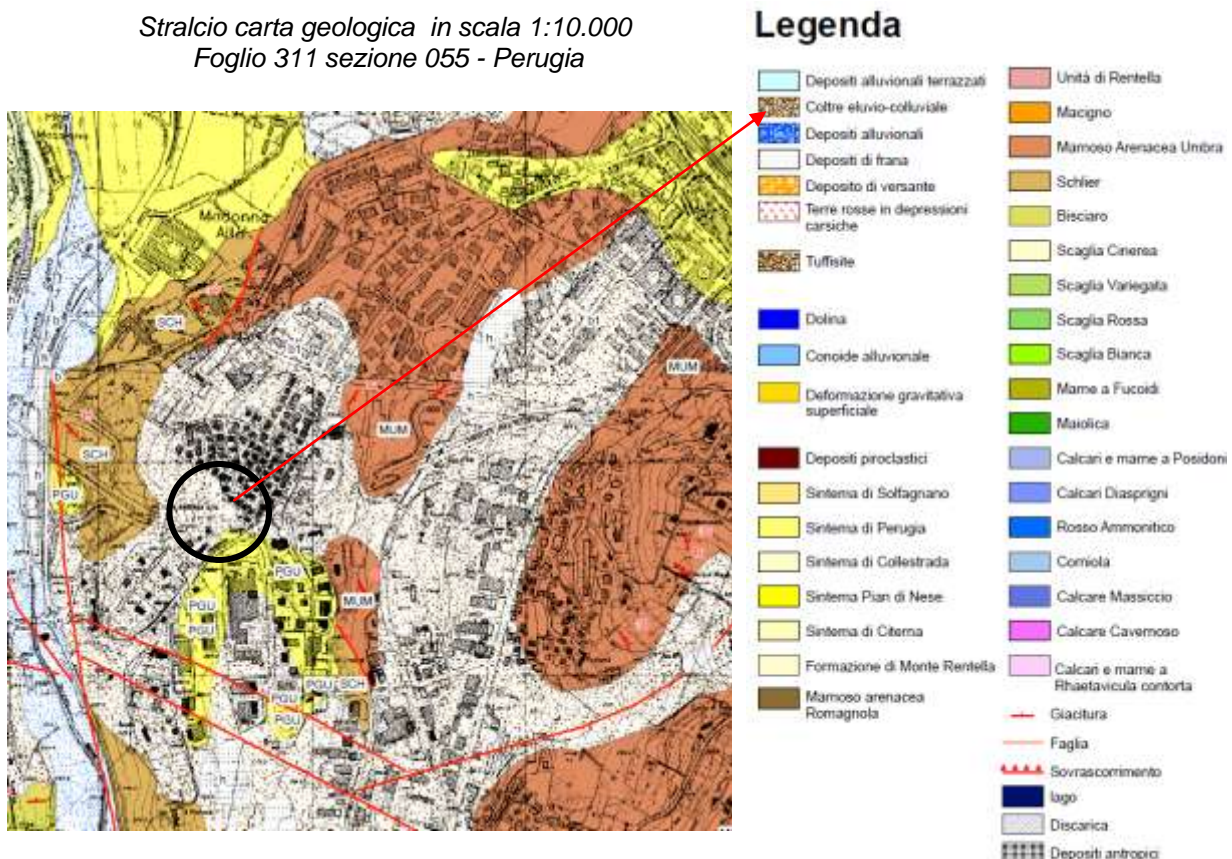 Stralcio carta geologica in scala 1:10.000
Foglio 311 sezione 055 - Perugia
Legenda
Depositi alluvionali terrazzati
Coltre eluvio-colluviale
Depositi alluvionali
Depositi di frana
Deposito di versante
Terre rosse in depressioni
carsiche
Tuffisite
Dolina
Conoide alluvionale
Deformazione gravitativa
superficiale
Depositi piroclastici
Sintema di Solfagnano
Sintema di Perugia
Sintema di Collestrada
Sintema Pian di Nese
Sintema di Citerna
Formazione di Monte Rentella
Marnoso arenacea
Romagnola
Unità di Rentella
Macigno
Marnoso Arenacea Umbra
Schlier
Bisciaro
Scaglia Cinerea
Scaglia Variegata
Scaglia Rossa
Scaglia Bianca
Marne a Fucoidi
Maiolica
Calcari e marne a Posidoni
Calcari Diasprigni
Rosso Ammonitico
Corniola
Calcare Massiccio
Calcare Cavernoso
Calcari e marne a
Rhaetavicula contorta
Giacitura
Faglia
Sovrascorrimento
lago
Discarica
Depositi antropici
Madonna
Alta
SCH
MUM
MUM
SCH
PGU
PGU
PGU
PGU
MUM
PGU
SCH
PGU
PGU